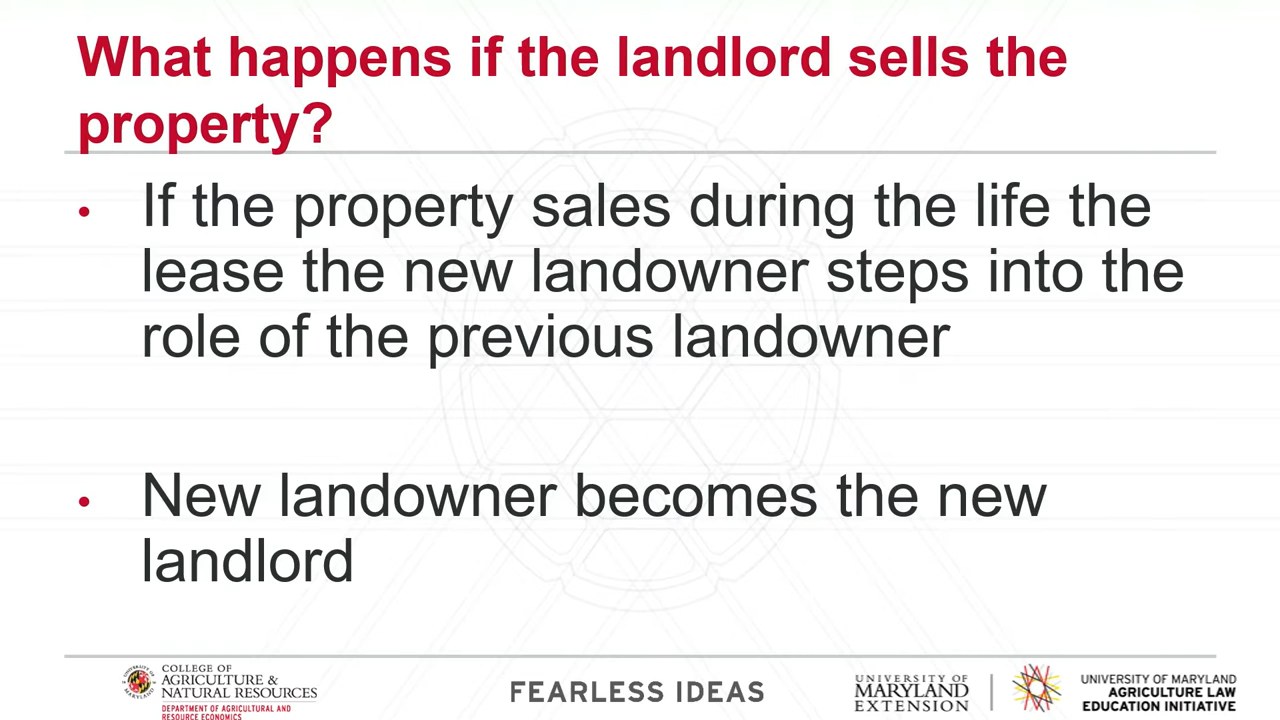 What happens if the landlord sells the
property?
• If the property sales during the life the
lease the new landowner steps into the
role of the previous landowner
• New landowner becomes the new
landlord
COLLEGE OF
AGRICULTURE &
NATURAL RESOURCES
DEPARTMENT OF AGRICULTURAL AND
RESOURCE ECONOMICS
FEARLESS IDEAS
UNIVERSITY OF
MARYLAND
EXTENSION
UNIVERSITY OF MARYLAND
AGRICULTURE LAW
EDUCATION INITIATIVE